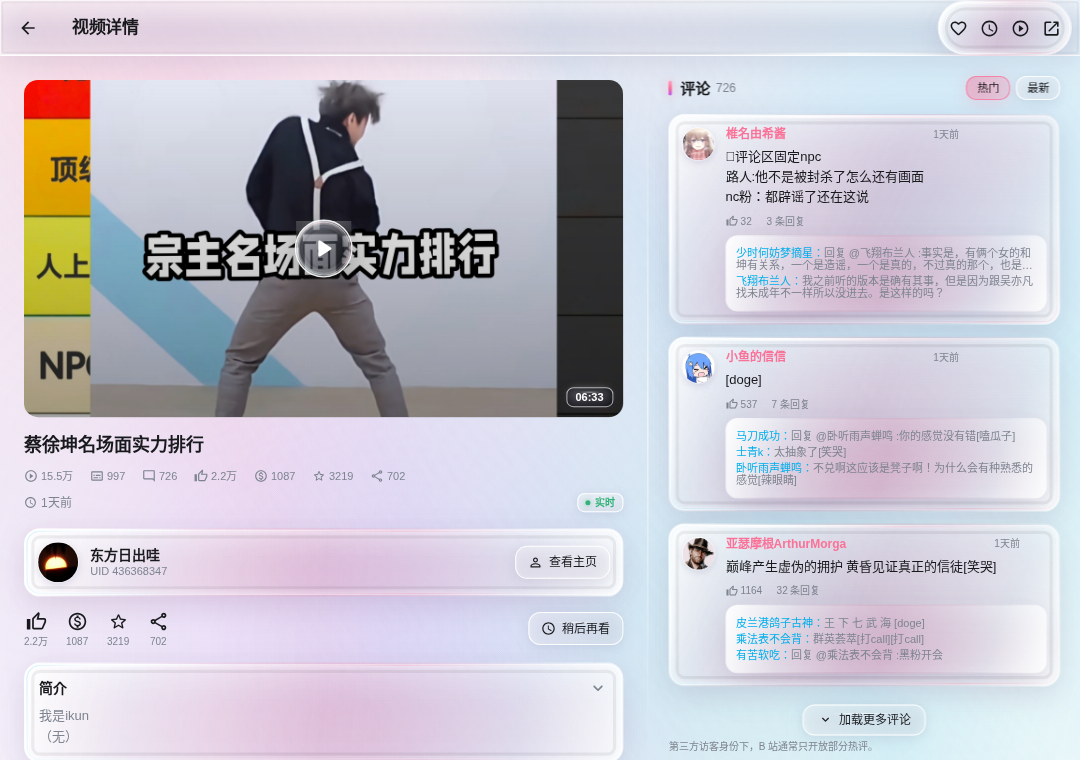 视频详情
顶级
人上
NPC
宗主名场面实力排行
06:33
蔡徐坤名场面实力排行
15.5万 997 726 2.2万 1087 3219 702
1天前
实时
东方日出哇
UID 436368347
查看主页
2.2万 1087 3219 702
稍后再看
简介
我是ikun
（无）
评论 726
热门 最新
椎名由希酱 1天前
□评论区固定npc
路人:他不是被封杀了怎么还有画面
nc粉：都辟谣了还在这说
32 3 条回复
少时何妨梦摘星：回复 @飞翔布兰人 :事实是，有俩个女的和
坤有关系，一个是造谣，一个是真的，不过真的那个，也是…
飞翔布兰人：我之前听的版本是确有其事，但是因为跟吴亦凡
找未成年不一样所以没进去。是这样的吗？
小鱼的信信 1天前
[doge]
537 7 条回复
马刀成功：回复 @卧听雨声蝉鸣 :你的感觉没有错[嗑瓜子]
士青k：太抽象了[笑哭]
卧听雨声蝉鸣：不兑啊这应该是凳子啊！为什么会有种熟悉的
感觉[辣眼睛]
亚瑟摩根ArthurMorga 1天前
巅峰产生虚伪的拥护 黄昏见证真正的信徒[笑哭]
1164 32 条回复
皮兰港鸽子古神：王 下 七 武 海 [doge]
乘法表不会背：群英荟萃[打call][打call]
有苦软吃：回复 @乘法表不会背 :黑粉开会
加载更多评论
第三方访客身份下，B 站通常只开放部分热评。